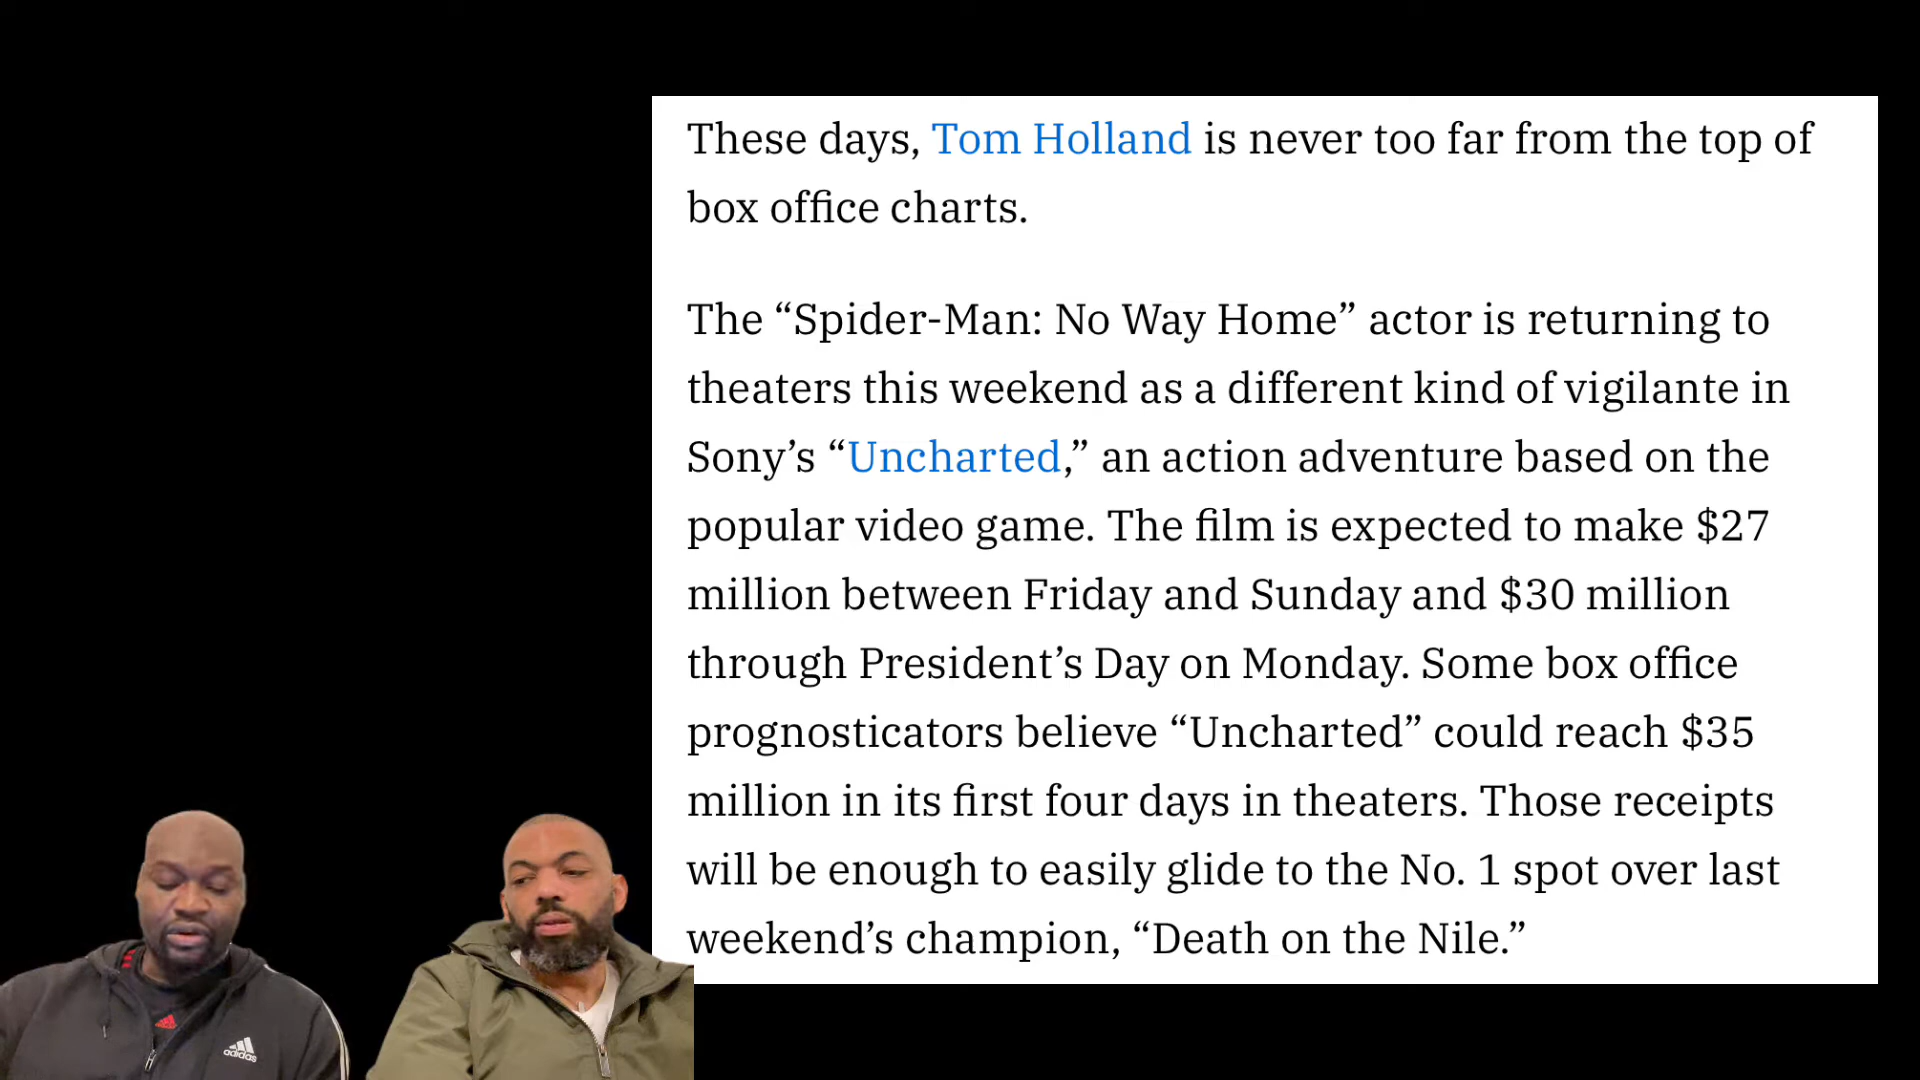 These days, Tom Holland is never too far from the top of
box office charts.
The “Spider-Man: No Way Home” actor is returning to
theaters this weekend as a different kind of vigilante in
Sony’s “Uncharted,” an action adventure based on the
popular video game. The film is expected to make $27
million between Friday and Sunday and $30 million
through President’s Day on Monday. Some box office
prognosticators believe “Uncharted” could reach $35
million in its first four days in theaters. Those receipts
will be enough to easily glide to the No. 1 spot over last
weekend’s champion, “Death on the Nile.”
adidas